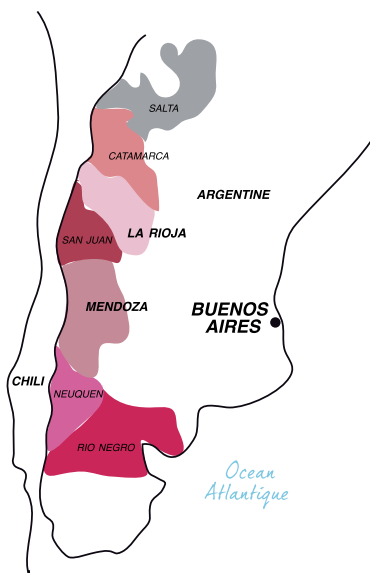 SALTA
CATAMARCA
ARGENTINE
LA RIOJA
SAN JUAN
MENDOZA
BUENOS
AIRES
CHILI
NEUQUEN
RIO NEGRO
Ocean
Atlantique